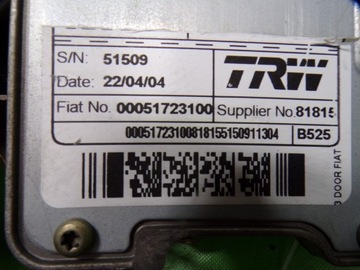 S/N: 51509
TRW
Date: 22/04/04
Fiat No. 00051723100 Supplier No. 81815
00051723100818155150911304 B525
3 DOOR FIAT